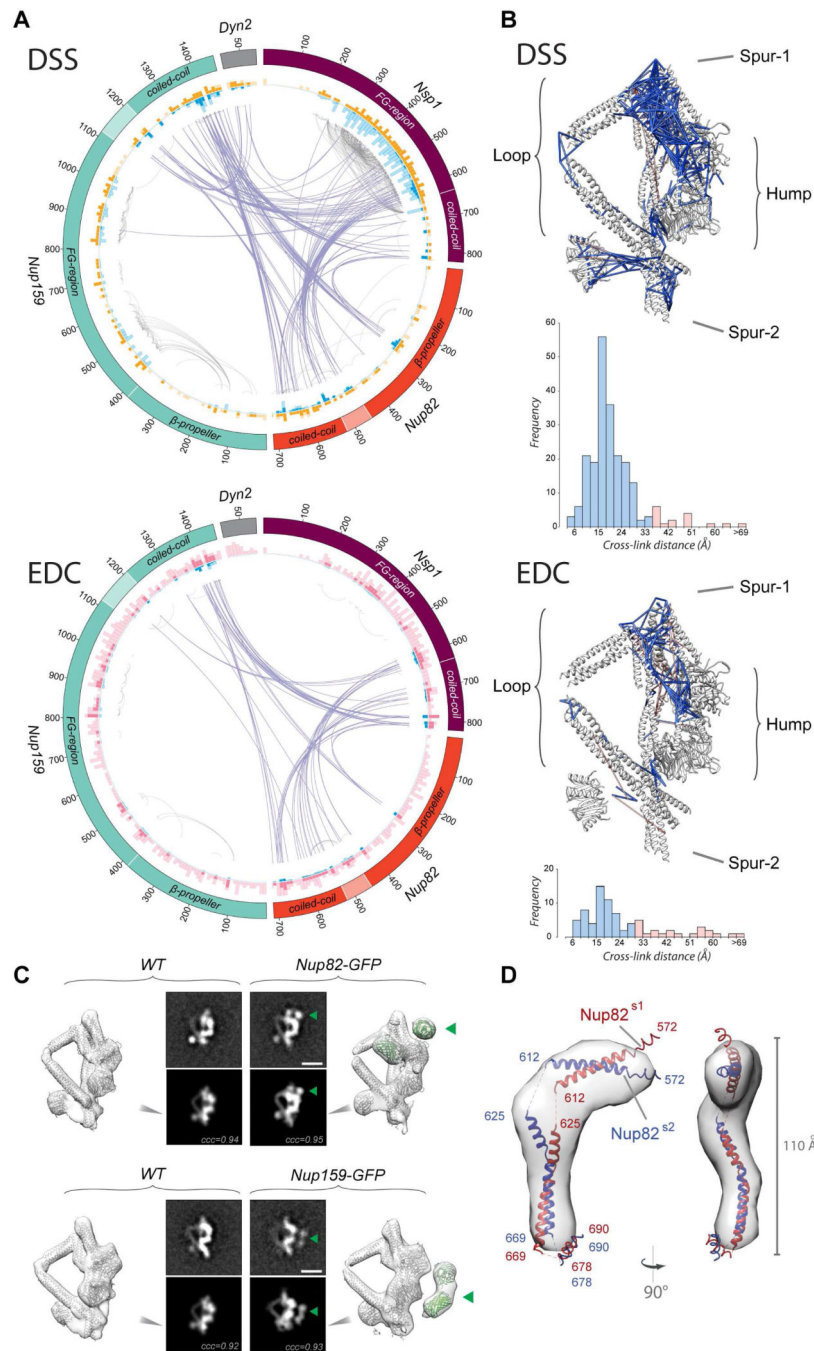 A
DSS
Dyn2
50
coiled-coil
1400
1300
1200
1100
1000
900
800
700
600
500
400
FG-region
Nup159
β-propeller
300
200
100
Nsp1
100
200
300
400
500
600
700
800
FG-region
coiled-coil
Nup82
100
200
300
400
500
600
700
β-propeller
coiled-coil
EDC
Dyn2
50
coiled-coil
1400
1300
1200
1100
1000
900
800
700
600
500
400
FG-region
Nup159
β-propeller
300
200
100
Nsp1
100
200
300
400
500
600
700
800
FG-region
coiled-coil
Nup82
100
200
300
400
500
600
700
β-propeller
coiled-coil
B
DSS
Spur-1
Loop
Hump
Spur-2
Frequency
60
50
40
30
20
10
0
6 15 24 33 42 51 60 >69
Cross-link distance (Å)
EDC
Spur-1
Loop
Hump
Spur-2
Frequency
20
10
0
6 15 24 33 42 51 60 >69
Cross-link distance (Å)
C
WT
Nup82-GFP
ccc=0.94
ccc=0.95
WT
Nup159-GFP
ccc=0.92
ccc=0.93
D
Nup82s1
572
612
572
612
625
625
Nup82s2
669
690
669
690
678
678
110 Å
90°